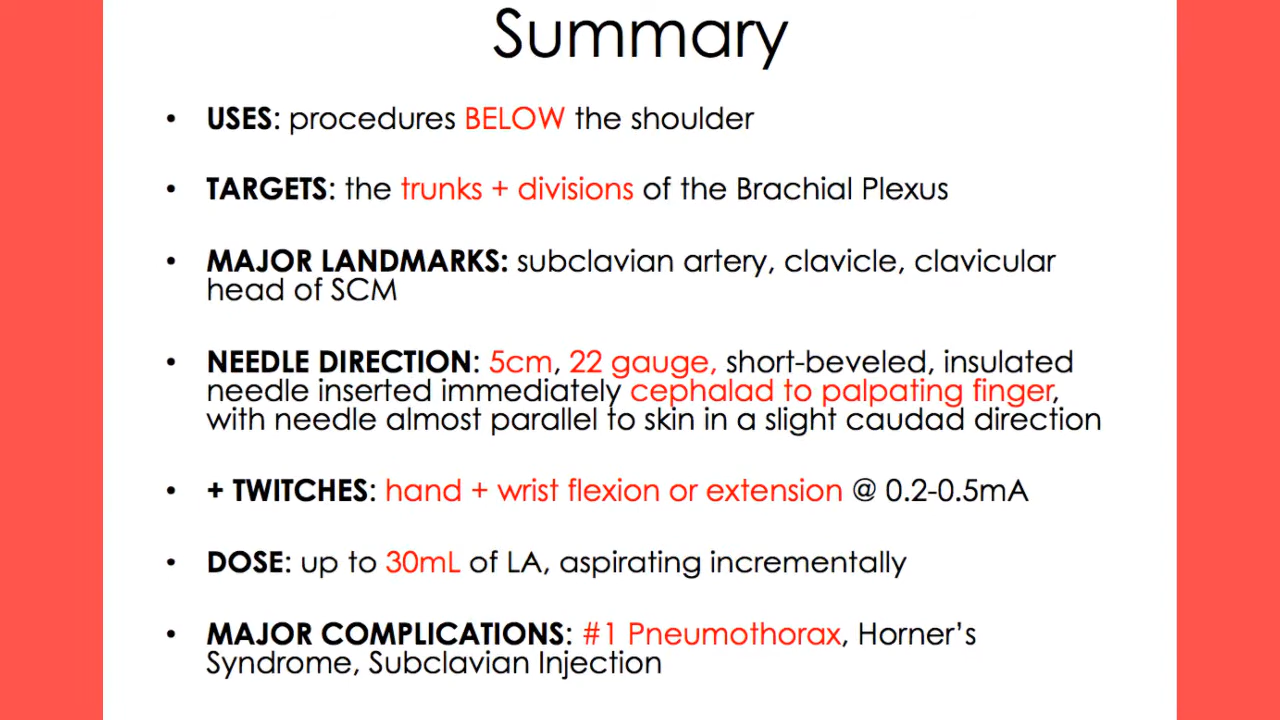 Summary
• USES: procedures BELOW the shoulder
• TARGETS: the trunks + divisions of the Brachial Plexus
• MAJOR LANDMARKS: subclavian artery, clavicle, clavicular
head of SCM
• NEEDLE DIRECTION: 5cm, 22 gauge, short-beveled, insulated
needle inserted immediately cephalad to palpating finger,
with needle almost parallel to skin in a slight caudad direction
• + TWITCHES: hand + wrist flexion or extension @ 0.2-0.5mA
• DOSE: up to 30mL of LA, aspirating incrementally
• MAJOR COMPLICATIONS: #1 Pneumothorax, Horner’s
Syndrome, Subclavian Injection